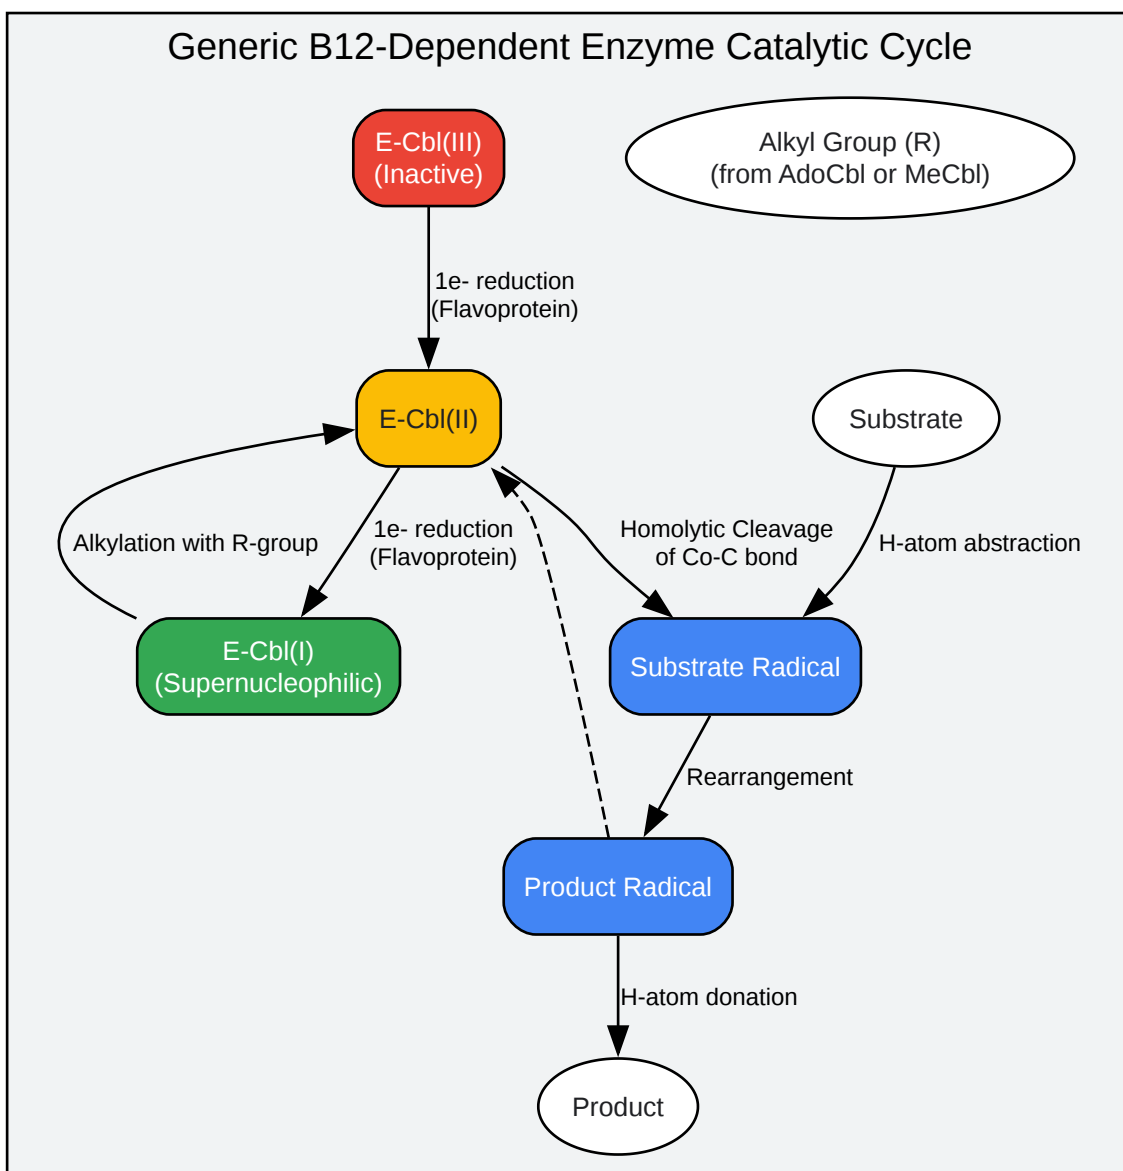 Generic B12-Dependent Enzyme Catalytic Cycle
E-Cbl(III)
(Inactive)
Alkyl Group (R)
(from AdoCbl or MeCbl)
1e- reduction
(Flavoprotein)
E-Cbl(II)
Substrate
Alkylation with R-group
1e- reduction
(Flavoprotein)
Homolytic Cleavage
of Co-C bond
H-atom abstraction
E-Cbl(I)
(Supernucleophilic)
Substrate Radical
Rearrangement
Product Radical
H-atom donation
Product